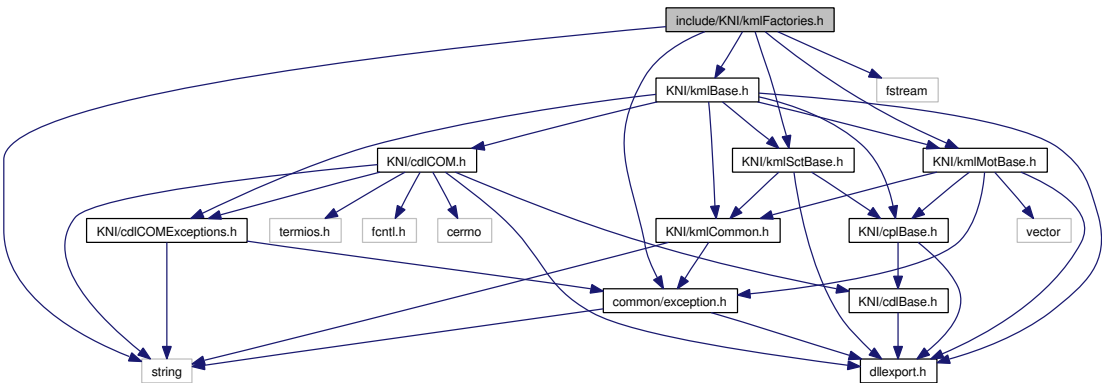 include/KNI/kmlFactories.h
KNI/kmlBase.h
fstream
KNI/cdlCOM.h
KNI/kmlSctBase.h
KNI/kmlMotBase.h
KNI/cdlCOMExceptions.h
termios.h
fcntl.h
cerrno
KNI/kmlCommon.h
KNI/cplBase.h
vector
common/exception.h
KNI/cdlBase.h
string
dllexport.h